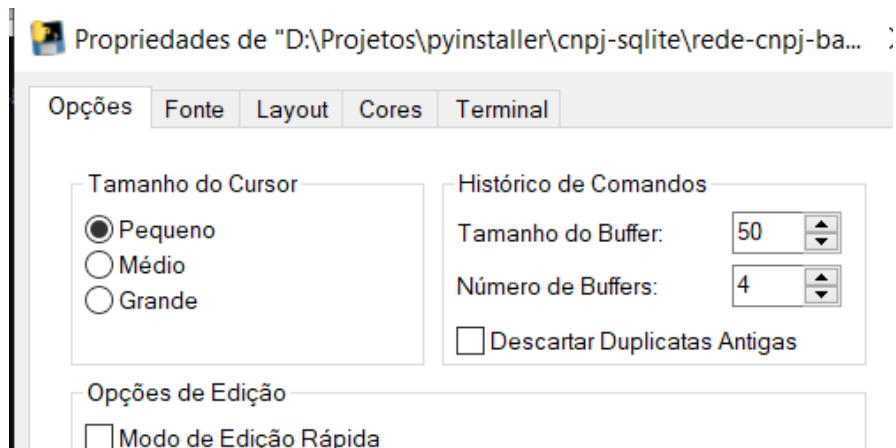 Propriedades de "D:\Projetos\pyinstaller\cnpj-sqlite\rede-cnpj-ba...
Opções Fonte Layout Cores Terminal
Tamanho do Cursor
Pequeno
Médio
Grande
Histórico de Comandos
Tamanho do Buffer: 50
Número de Buffers: 4
Descartar Duplicatas Antigas
Opções de Edição
Modo de Edição Rápida